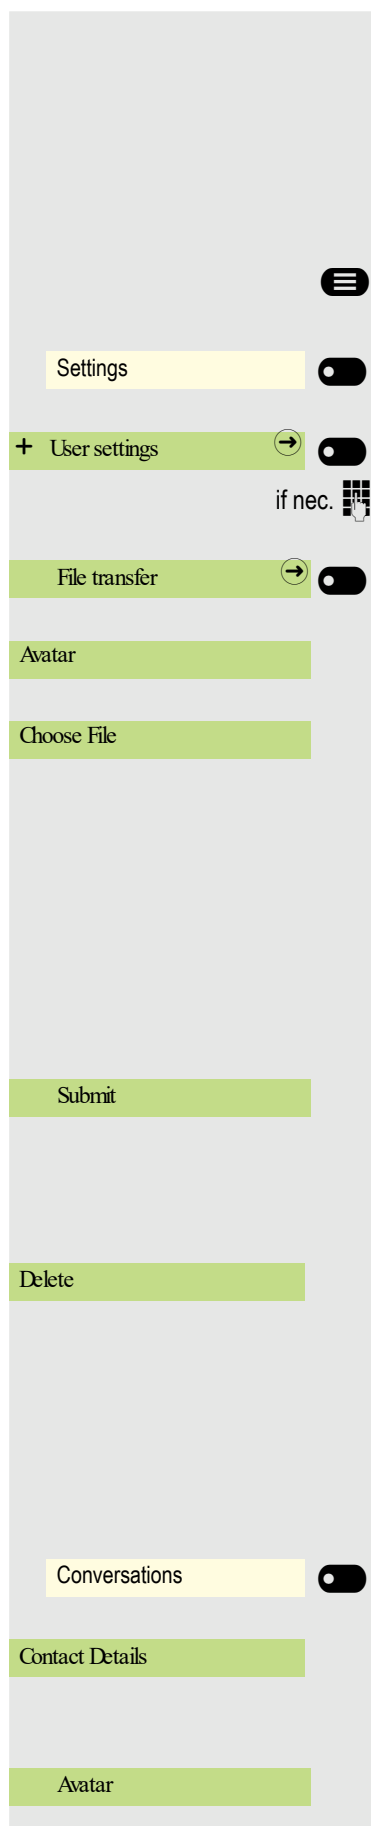 Settings
+ User settings
if nec.
File transfer
Avatar
Choose File
Submit
Delete
Conversations
Contact Details
Avatar